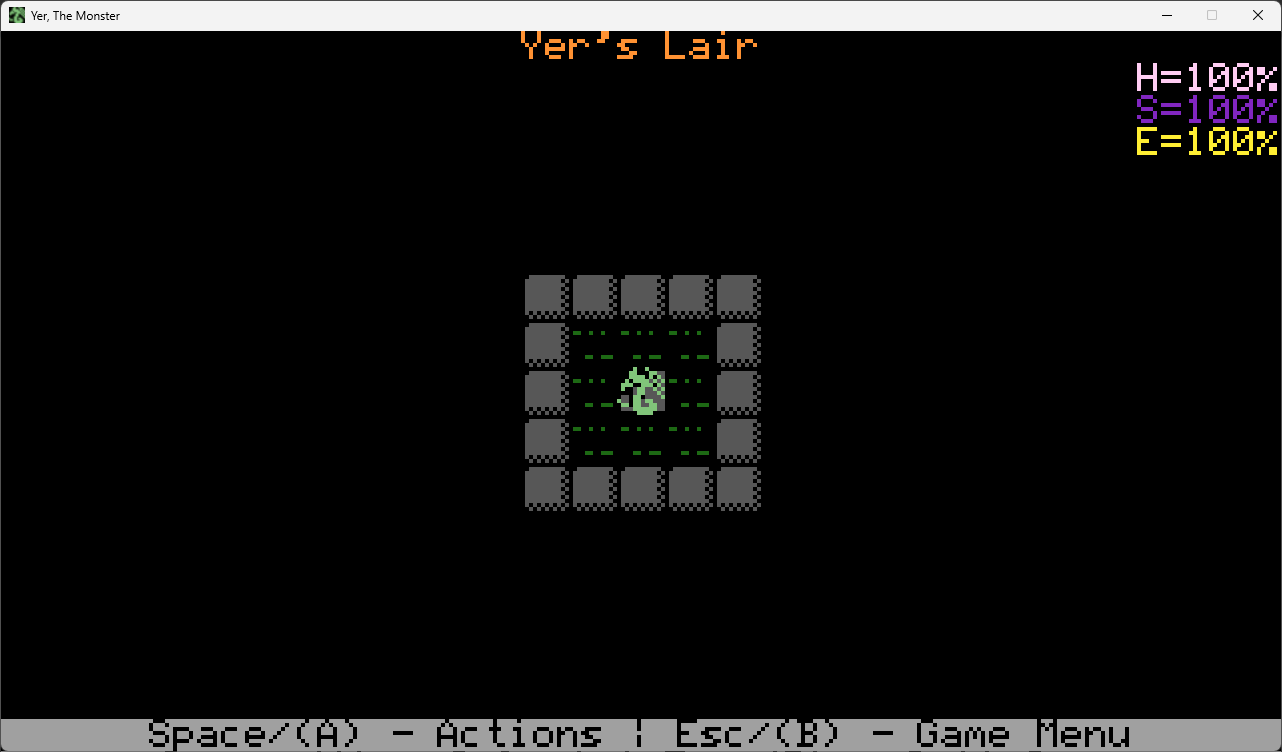 Yer, The Monster
Yer's Lair
H=100%
S=100%
E=100%
Space/(A) - Actions ¦ Esc/(B) - Game Menu